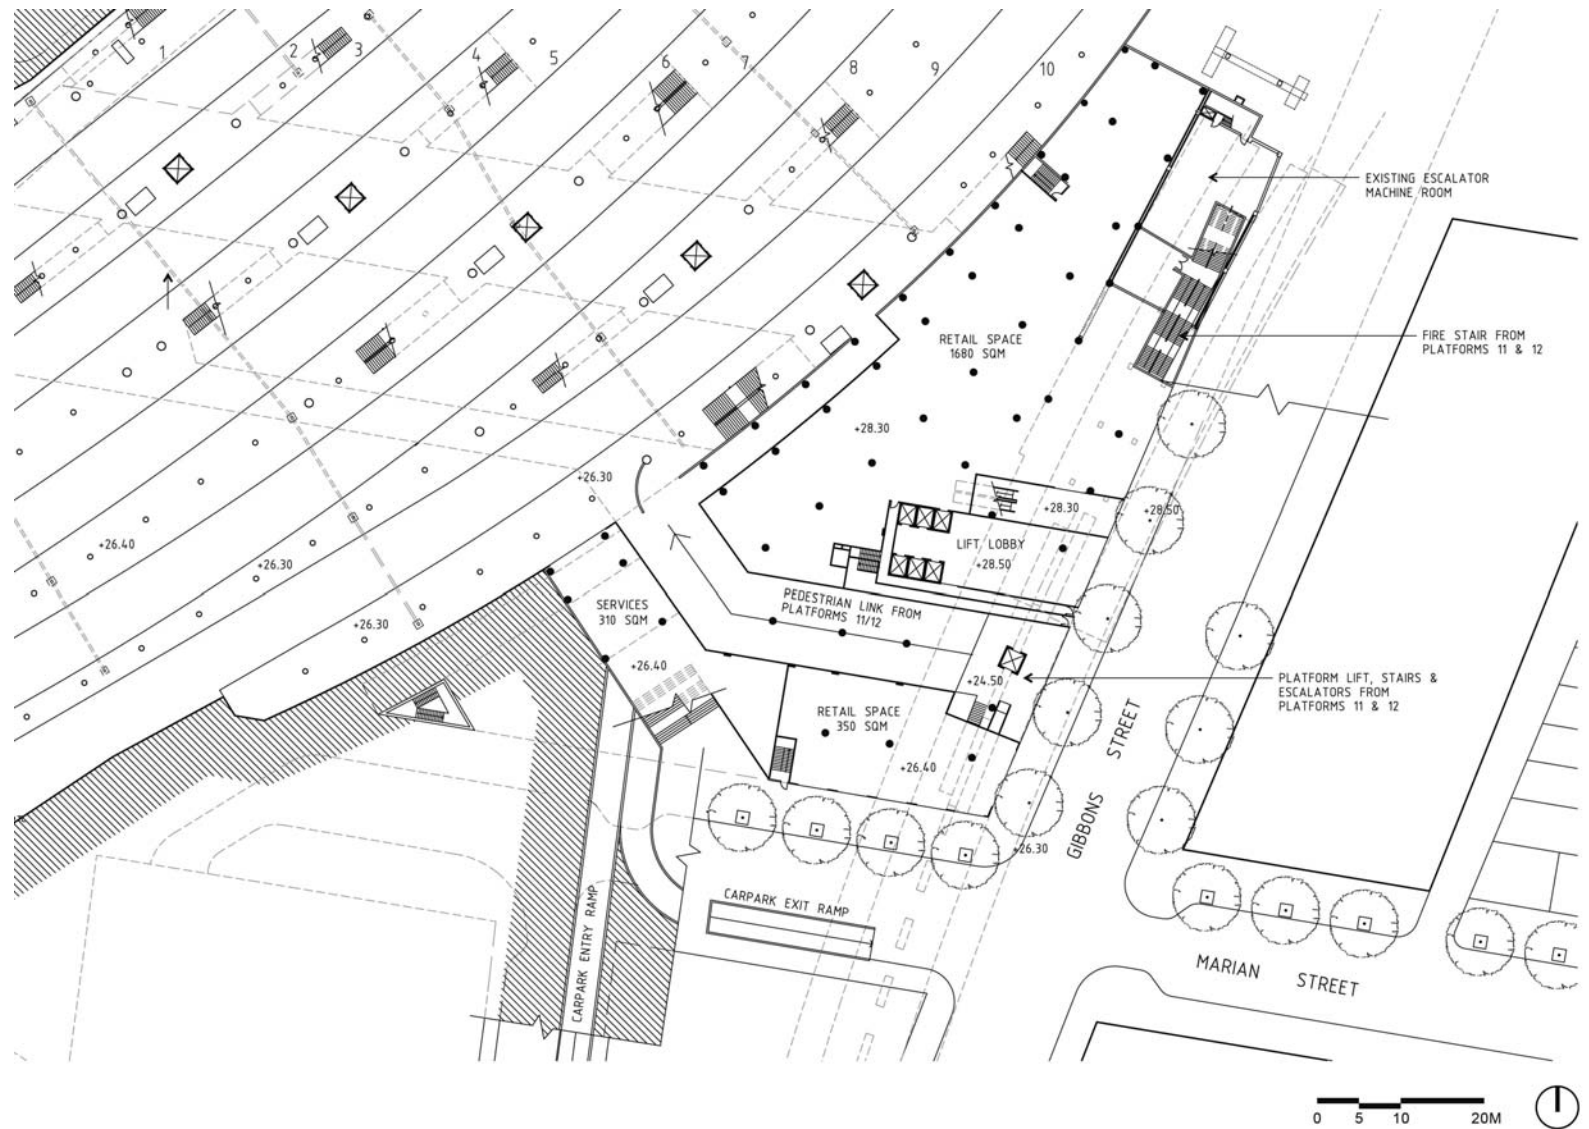 1
2
3
4
5
6
7
8
9
10
EXISTING ESCALATOR
MACHINE ROOM
FIRE STAIR FROM
PLATFORMS 11 & 12
RETAIL SPACE
1680 SQM
+28.30
+26.30
+28.30
+28.50
LIFT LOBBY
+28.50
+26.40
+26.30
+26.30
SERVICES
310 SQM
PEDESTRIAN LINK FROM
PLATFORMS 11/12
+26.40
+24.50
PLATFORM LIFT, STAIRS &
ESCALATORS FROM
PLATFORMS 11 & 12
RETAIL SPACE
350 SQM
+26.40
+26.30
GIBBONS STREET
CARPARK EXIT RAMP
CARPARK ENTRY RAMP
MARIAN STREET
0 5 10 20M